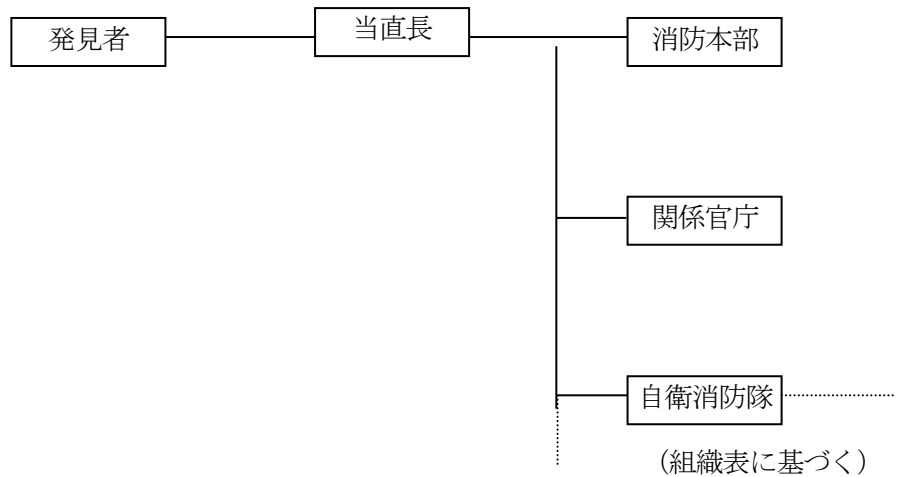 発見者
当直長
消防本部
関係官庁
自衛消防隊
（組織表に基づく）